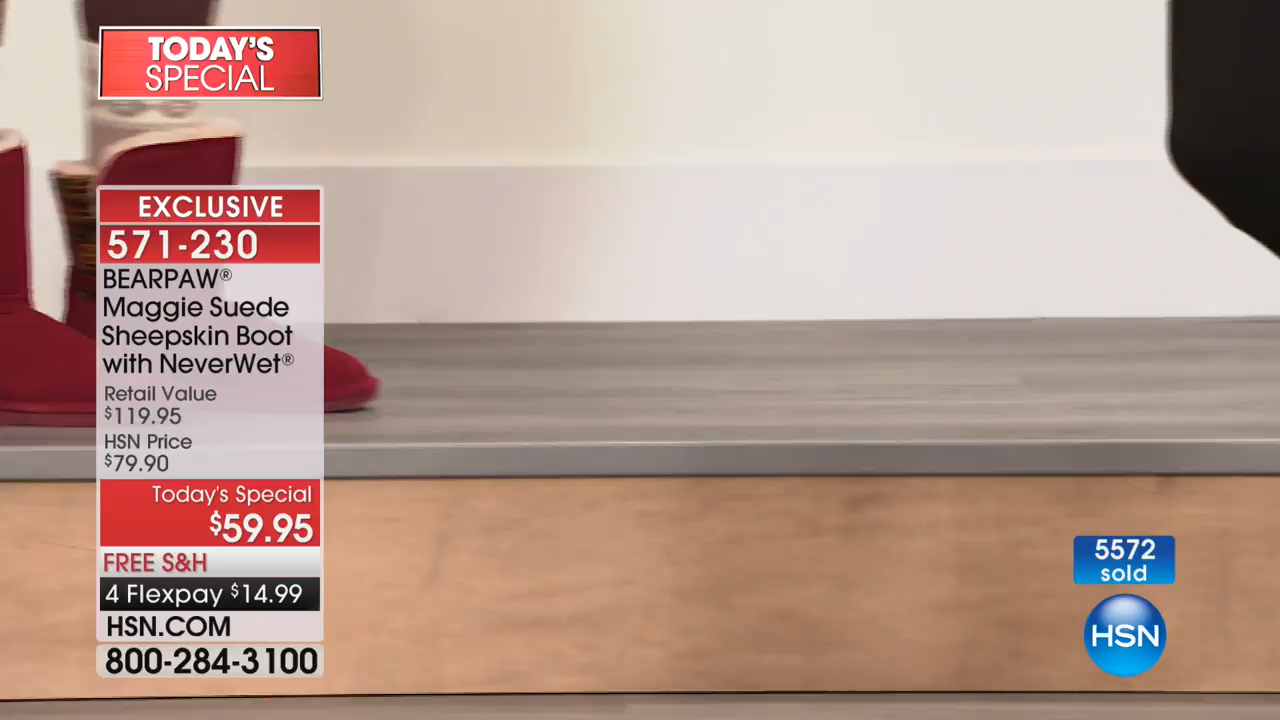 TODAY'S
SPECIAL
EXCLUSIVE
571-230
BEARPAW®
Maggie Suede
Sheepskin Boot
with NeverWet®
Retail Value
$119.95
HSN Price
$79.90
Today's Special
$59.95
FREE S&H
4 Flexpay $14.99
HSN.COM
800-284-3100
5572
sold
HSN